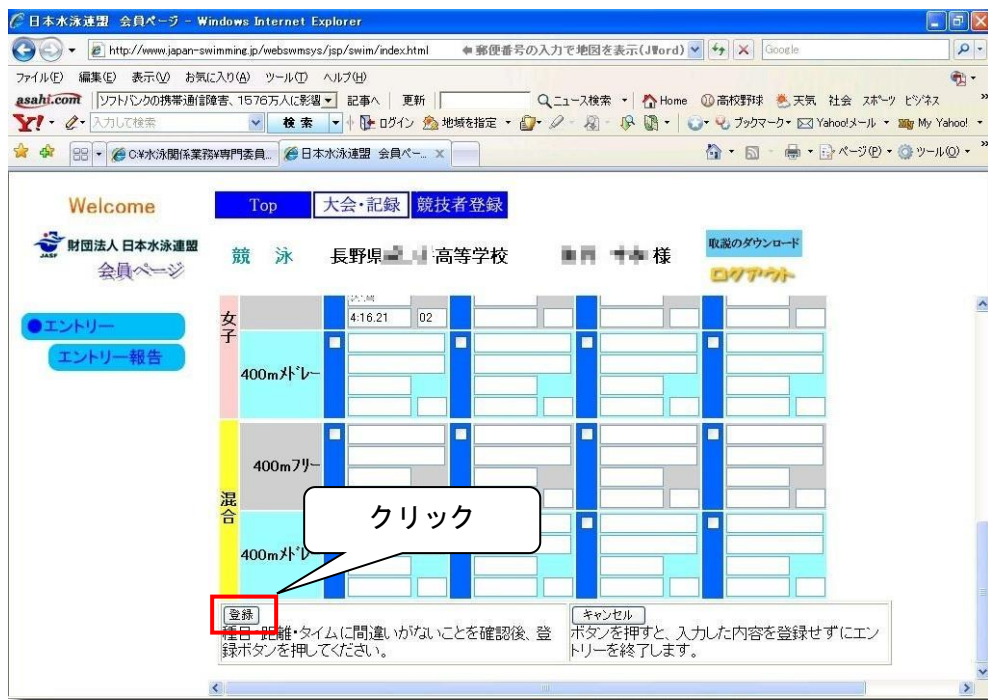 日本水泳連盟 会員ページ - Windows Internet Explorer
http://www.japan-swimming.jp/webswmsys/jsp/swim/index.html
郵便番号の入力で地図を表示(JWord)
Google
ファイル(F) 編集(E) 表示(V) お気に入り(A) ツール(T) ヘルプ(H)
asahi.com ソフトバンクの携帯通信障害、1576万人に影響 記事へ 更新 ニュース検索 Home 高校野球 天気 社会 スポーツ ビジネス
Y! 入力して検索 検索 ログイン 地域を指定 ブックマーク Yahoo!メール My Yahoo!
C:¥水泳関係業務¥専門委員... 日本水泳連盟 会員ペー... ページ(P) ツール(O)
Welcome
Top 大会・記録 競技者登録
財団法人 日本水泳連盟
会員ページ
競 泳 長野県 高等学校 様
取説のダウンロード
ログアウト
エントリー
エントリー報告
女子
4:16.21 02
400mメドレー
混合
400mフリー
400mメドレ
クリック
登録
種目・距離・タイムに間違いがないことを確認後、登
録ボタンを押してください。
キャンセル
ボタンを押すと、入力した内容を登録せずにエン
トリーを終了します。